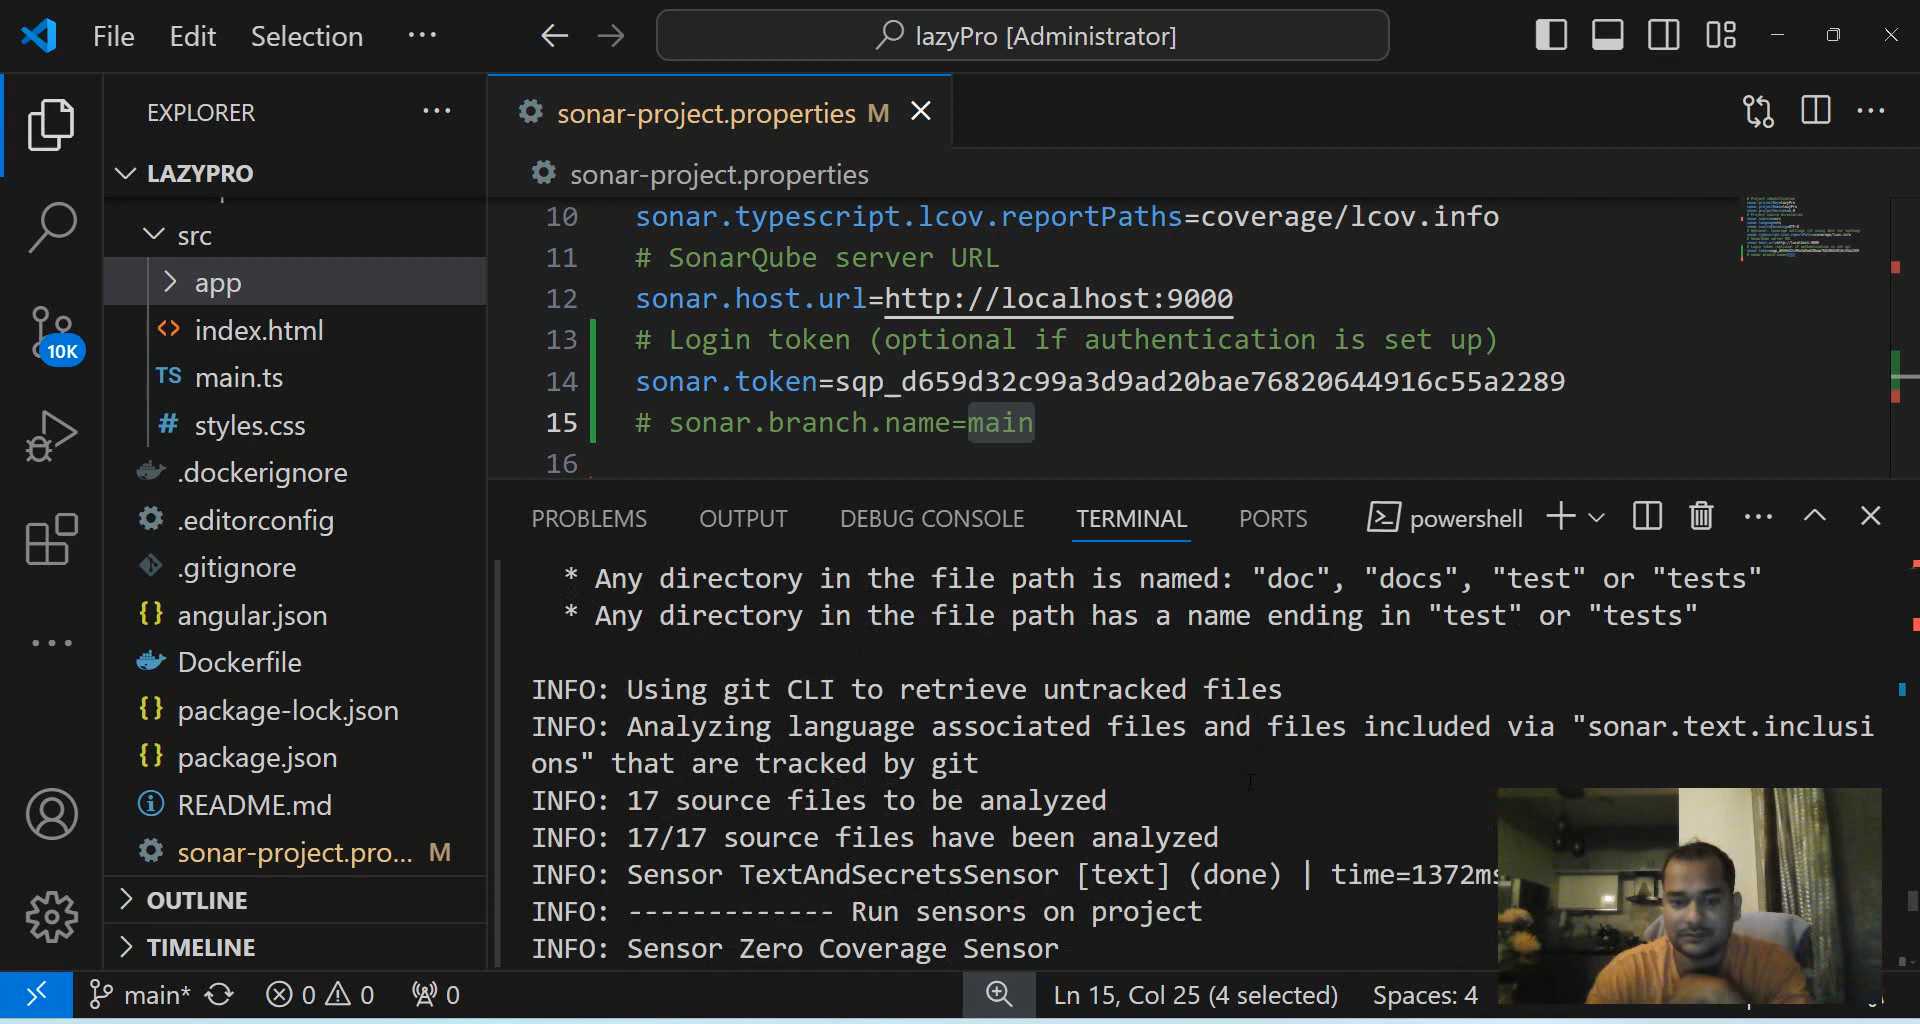 File Edit Selection ...
lazyPro [Administrator]
EXPLORER ...
LAZYPRO
src
app
index.html
TS main.ts
# styles.css
.dockerignore
.editorconfig
.gitignore
{} angular.json
Dockerfile
{} package-lock.json
{} package.json
README.md
sonar-project.pro... M
OUTLINE
TIMELINE
10K
sonar-project.properties M
sonar-project.properties
10 sonar.typescript.lcov.reportPaths=coverage/lcov.info
11 # SonarQube server URL
12 sonar.host.url=http://localhost:9000
13 # Login token (optional if authentication is set up)
14 sonar.token=sqp_d659d32c99a3d9ad20bae76820644916c55a2289
15 # sonar.branch.name=main
16
PROBLEMS OUTPUT DEBUG CONSOLE TERMINAL PORTS powershell
* Any directory in the file path is named: "doc", "docs", "test" or "tests"
* Any directory in the file path has a name ending in "test" or "tests"
INFO: Using git CLI to retrieve untracked files
INFO: Analyzing language associated files and files included via "sonar.text.inclusi
ons" that are tracked by git
INFO: 17 source files to be analyzed
INFO: 17/17 source files have been analyzed
INFO: Sensor TextAndSecretsSensor [text] (done) | time=1372ms
INFO: ------------- Run sensors on project
INFO: Sensor Zero Coverage Sensor
main* 0 0 0
Ln 15, Col 25 (4 selected) Spaces: 4